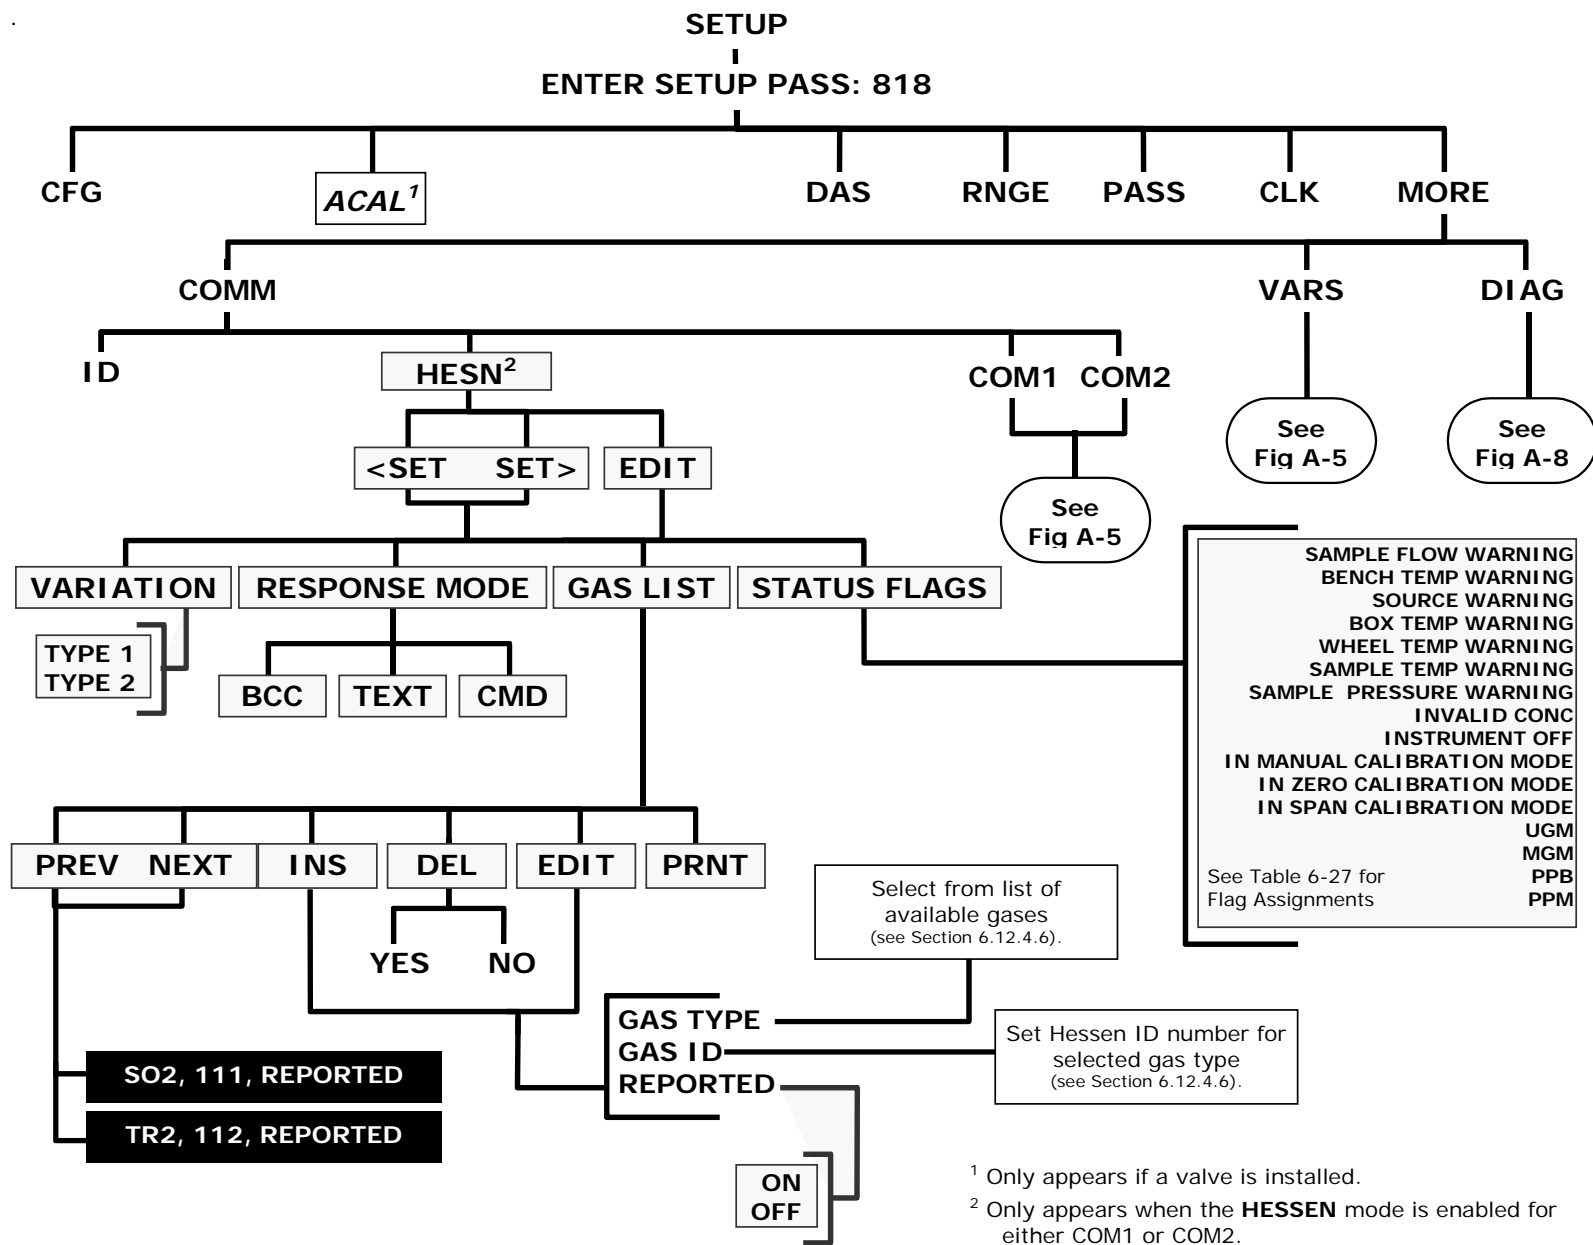 .
SETUP
ENTER SETUP PASS: 818
CFG
ACAL1
DAS
RNGE
PASS
CLK
MORE
COMM
VARS
DIAG
ID
HESN2
COM1
COM2
See
Fig A-5
See
Fig A-8
<SET SET>
EDIT
See
Fig A-5
VARIATION
RESPONSE MODE
GAS LIST
STATUS FLAGS
TYPE 1
TYPE 2
BCC
TEXT
CMD
SAMPLE FLOW WARNING
BENCH TEMP WARNING
SOURCE WARNING
BOX TEMP WARNING
WHEEL TEMP WARNING
SAMPLE TEMP WARNING
SAMPLE PRESSURE WARNING
INVALID CONC
INSTRUMENT OFF
IN MANUAL CALIBRATION MODE
IN ZERO CALIBRATION MODE
IN SPAN CALIBRATION MODE
UGM
MGM
See Table 6-27 for PPB
Flag Assignments PPM
PREV NEXT
INS
DEL
EDIT
PRNT
YES
NO
Select from list of
available gases
(see Section 6.12.4.6).
GAS TYPE
GAS ID
REPORTED
Set Hessen ID number for
selected gas type
(see Section 6.12.4.6).
SO2, 111, REPORTED
TR2, 112, REPORTED
ON
OFF
1 Only appears if a valve is installed.
2 Only appears when the HESSEN mode is enabled for
either COM1 or COM2.